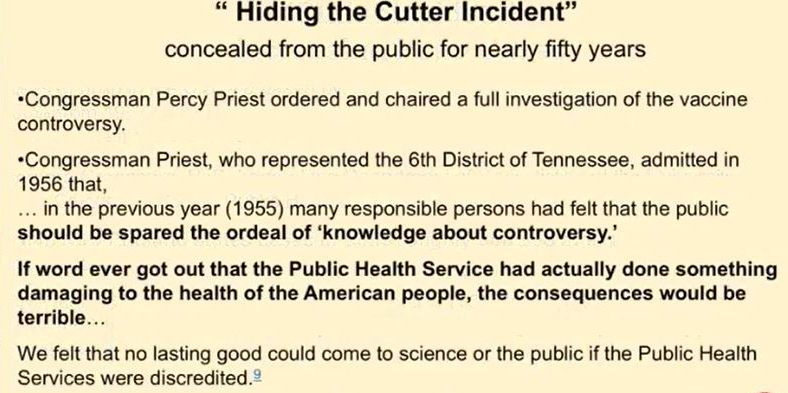 “ Hiding the Cutter Incident”
concealed from the public for nearly fifty years
•Congressman Percy Priest ordered and chaired a full investigation of the vaccine
controversy.
•Congressman Priest, who represented the 6th District of Tennessee, admitted in
1956 that,
… in the previous year (1955) many responsible persons had felt that the public
should be spared the ordeal of ‘knowledge about controversy.’
If word ever got out that the Public Health Service had actually done something
damaging to the health of the American people, the consequences would be
terrible…
We felt that no lasting good could come to science or the public if the Public Health
Services were discredited.9